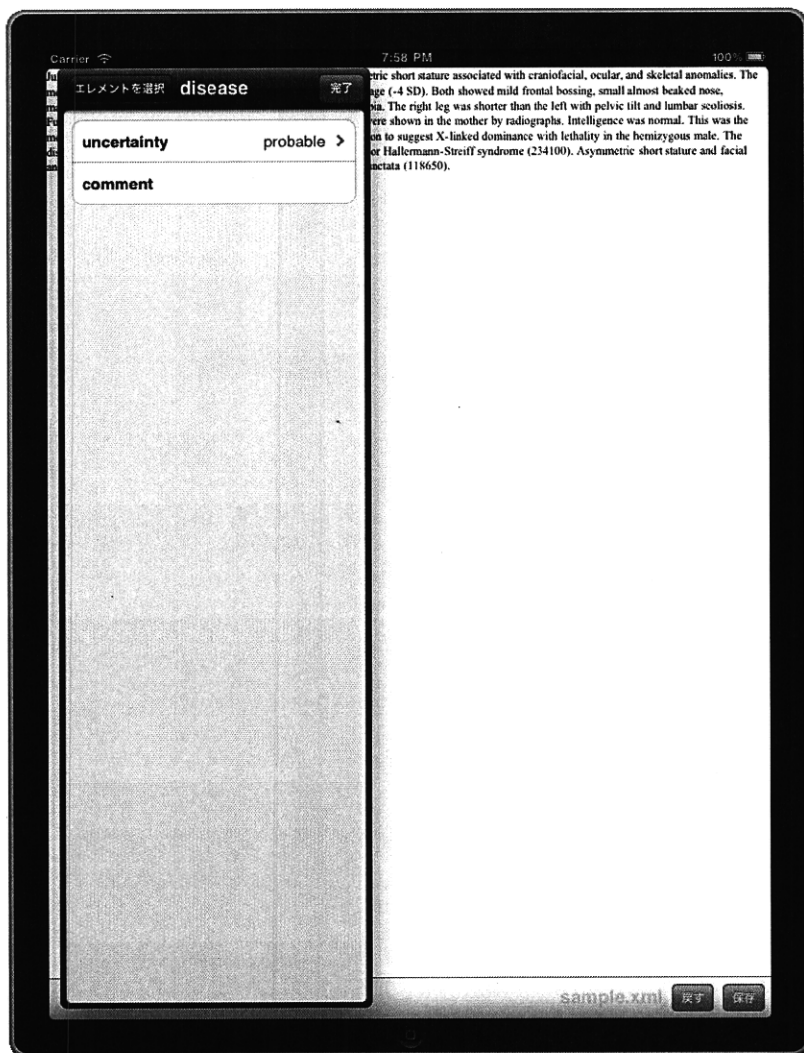 Carrier 7:58 PM 100%
エレメントを選択 disease 完了
uncertainty probable >
comment
etric short stature associated with craniofacial, ocular, and skeletal anomalies. The
age (-4 SD). Both showed mild frontal bossing, small almost beaked nose,
pia. The right leg was shorter than the left with pelvic tilt and lumbar scoliosis.
were shown in the mother by radiographs. Intelligence was normal. This was the
on to suggest X-linked dominance with lethality in the hemizygous male. The
or Hallermann-Streiff syndrome (234100). Asymmetric short stature and facial
nctata (118650).
sample.xml 戻す 保存